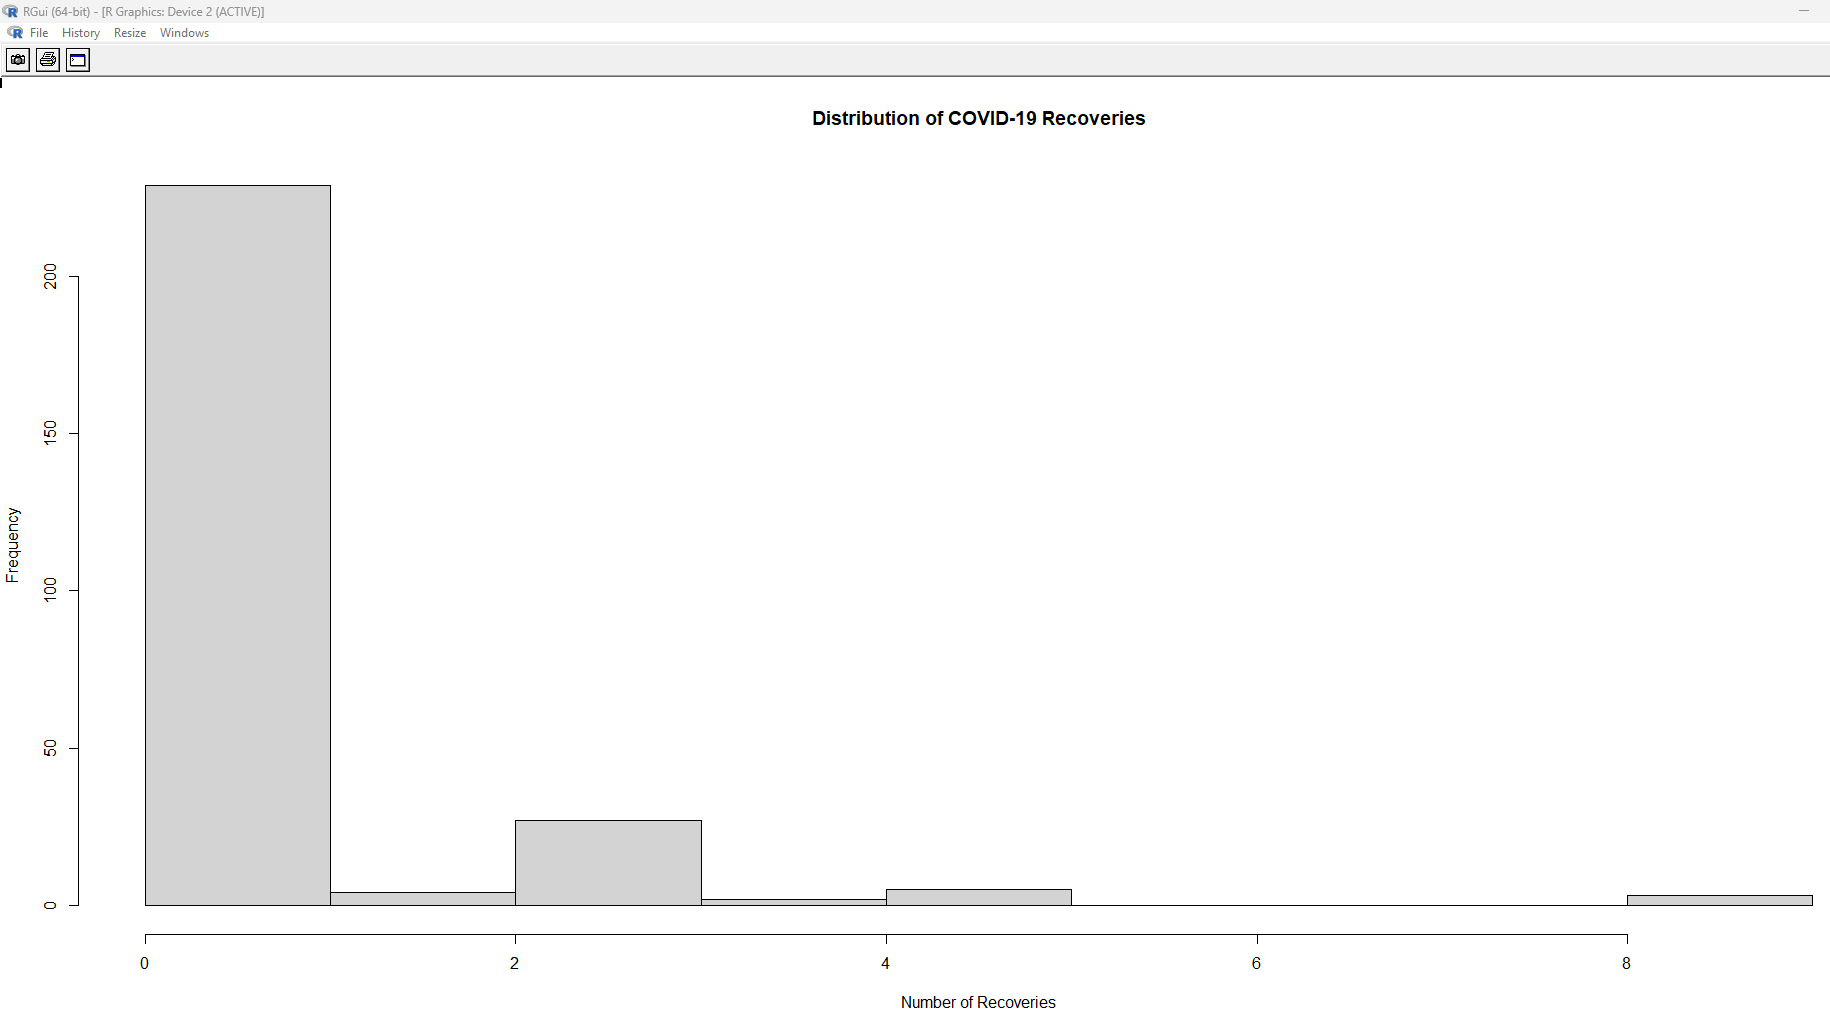 RGui (64-bit) - [R Graphics: Device 2 (ACTIVE)]
File History Resize Windows
Distribution of COVID-19 Recoveries
200
150
100
50
0
Frequency
0 2 4 6 8
Number of Recoveries